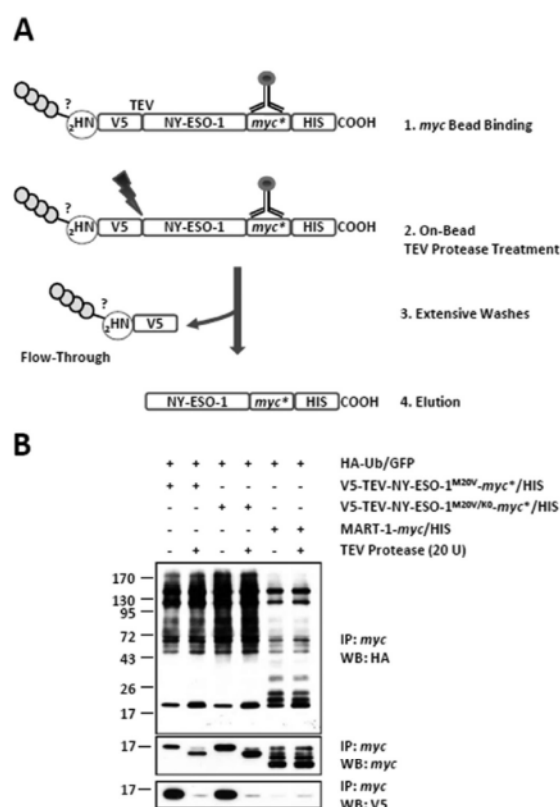 A
?
TEV
₂HN V5 NY-ESO-1 myc* HIS COOH
1. myc Bead Binding
?
₂HN V5 NY-ESO-1 myc* HIS COOH
2. On-Bead
TEV Protease Treatment
?
₂HN V5
3. Extensive Washes
Flow-Through
NY-ESO-1 myc* HIS COOH
4. Elution
B
+ + + + + + HA-Ub/GFP
+ + V5-TEV-NY-ESO-1ᴹ²⁰ⱽ-myc*/HIS
+ + V5-TEV-NY-ESO-1ᴹ²⁰ⱽ/ᴷ⁰-myc*/HIS
+ + MART-1-myc/HIS
- + - + - + TEV Protease (20 U)
170
130
95
72
43
26
17
IP: myc
WB: HA
17
IP: myc
WB: myc
17
IP: myc
WB: V5